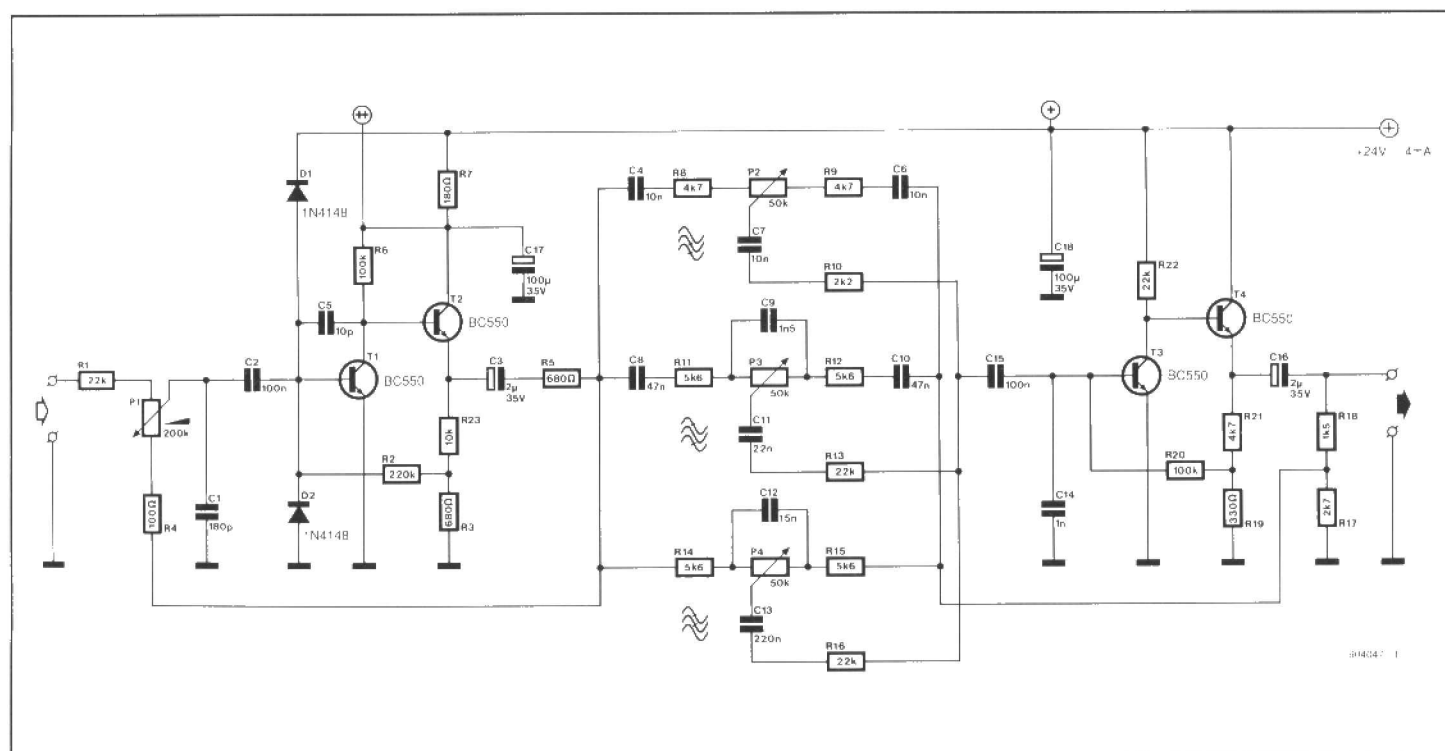 D1
1N4148
R7
180Ω
R6
100k
C17
100µ
35V
C5
10p
T2
BC550
T1
BC550
R1
22k
P1
200k
C2
100n
C3
2µ
35V
R5
680Ω
R23
10k
R2
220k
R4
100Ω
C1
180p
D2
1N4148
R3
680Ω
C4
10n
R8
4k7
P2
50k
R9
4k7
C6
10n
C7
10n
R10
2k2
C9
1n5
C8
47n
R11
5k6
P3
50k
R12
5k6
C10
47n
C11
22n
R13
22k
C12
15n
R14
5k6
P4
50k
R15
5k6
C13
220n
R16
22k
+24V
C18
100µ
35V
R22
22k
T4
BC550
T3
BC550
C15
100n
C14
1n
C16
2µ
35V
R21
4k7
R18
1k5
R20
100k
R19
330Ω
R17
2k7